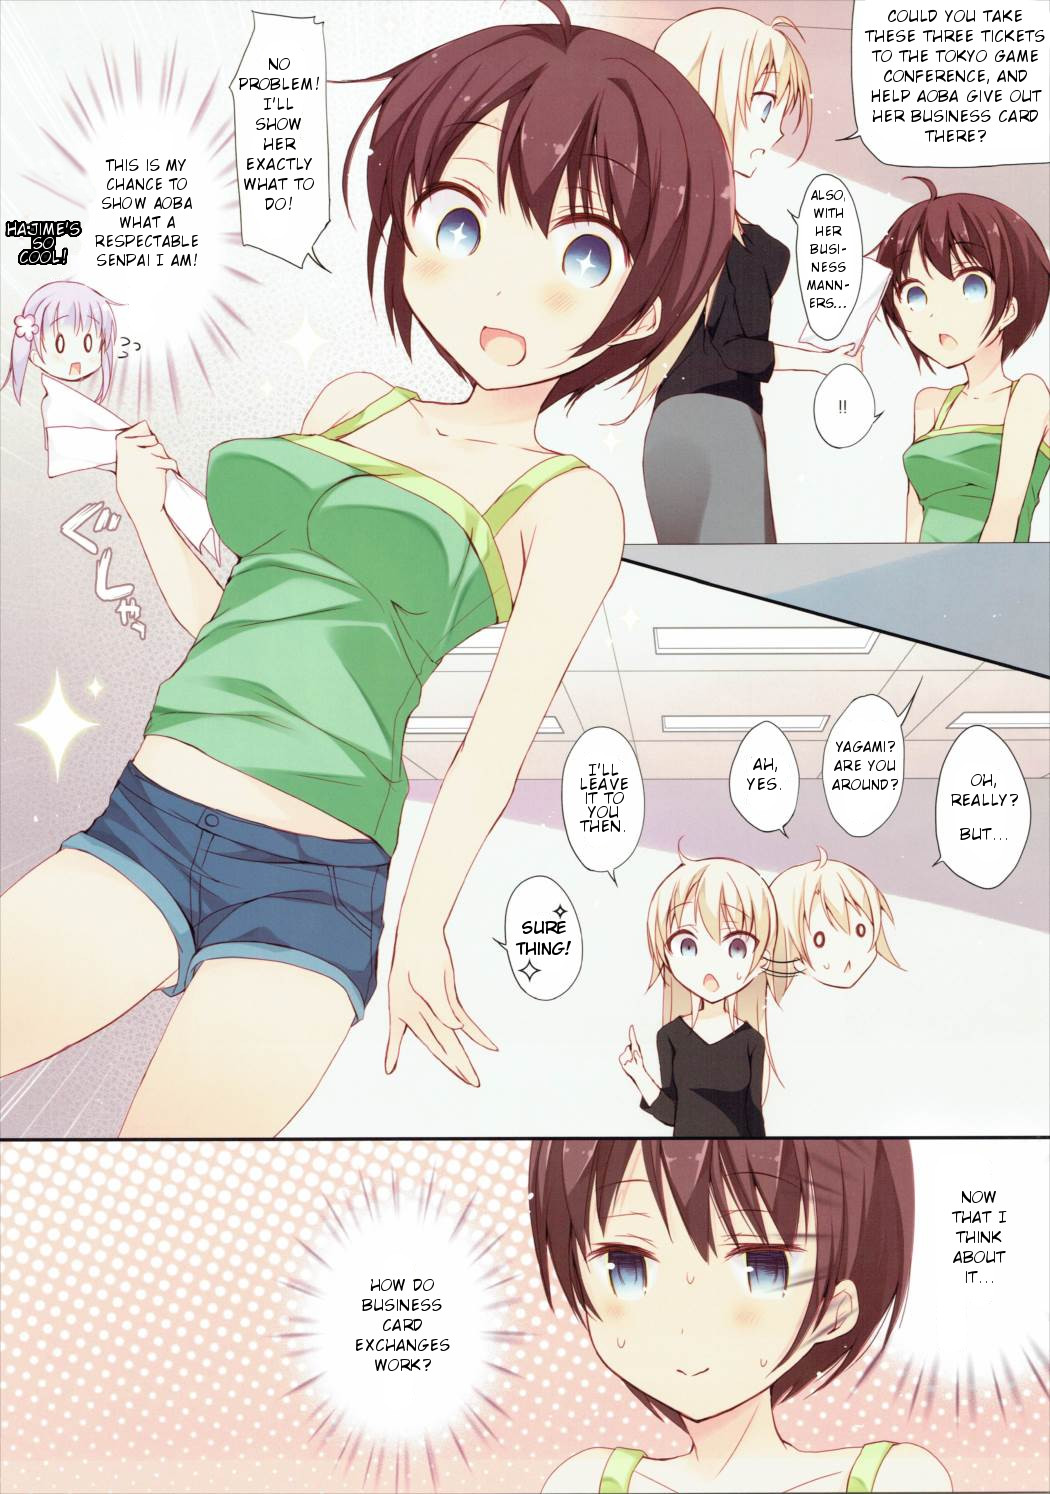 COULD YOU TAKE
THESE THREE TICKETS
TO THE TOKYO GAME
CONFERENCE, AND
HELP AOBA GIVE OUT
HER BUSINESS CARD
THERE?
ALSO,
WITH
HER
BUSI-
NESS
MANN-
ERS...
!!
NO
PROBLEM!
I'LL
SHOW
HER
EXACTLY
WHAT TO
DO!
THIS IS MY
CHANCE TO
SHOW AOBA
WHAT A
RESPECTABLE
SENPAI I AM!
HAJIME'S
SO
COOL!
ぐしゃっ
OH,
REALLY?
BUT...
YAGAMI?
ARE YOU
AROUND?
AH,
YES.
I'LL
LEAVE
IT TO
YOU
THEN.
SURE
THING!
NOW
THAT I
THINK
ABOUT
IT...
HOW DO
BUSINESS
CARD
EXCHANGES
WORK?